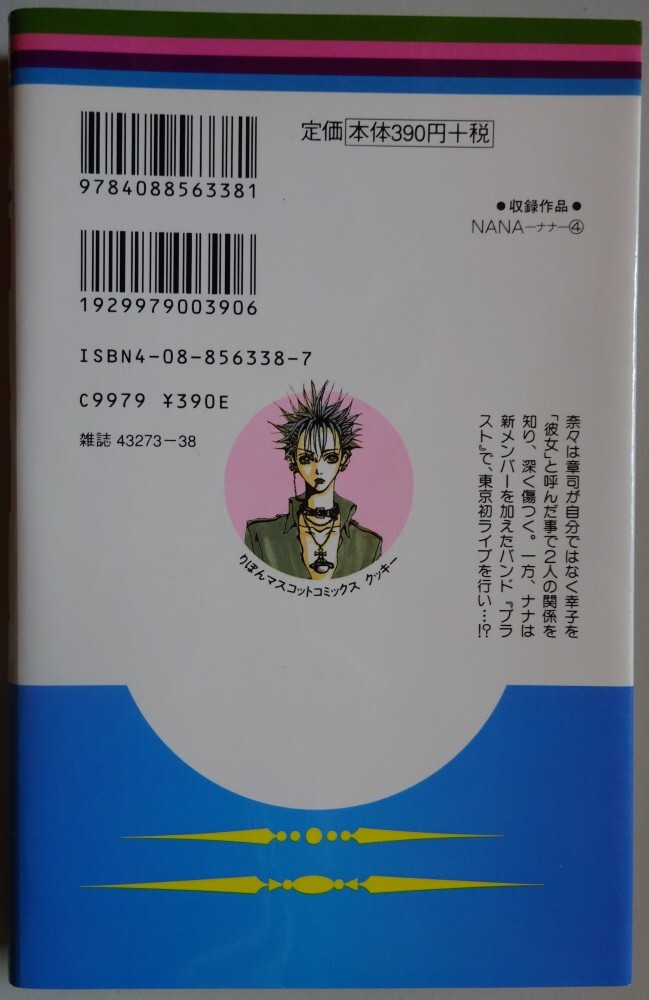 定価 本体390円+税
9784088563381
●収録作品●
NANA―ナナ―④
1929979003906
ISBN4-08-856338-7
C9979 ¥390E
雑誌 43273-38
奈々は章司が自分ではなく幸子を
「彼女」と呼んだ事で2人の関係を
知り、深く傷つく。一方、ナナは
新メンバーを加えたバンド『ブラ
スト』で、東京初ライブを行い…!?
りぼんマスコットコミックス クッキー